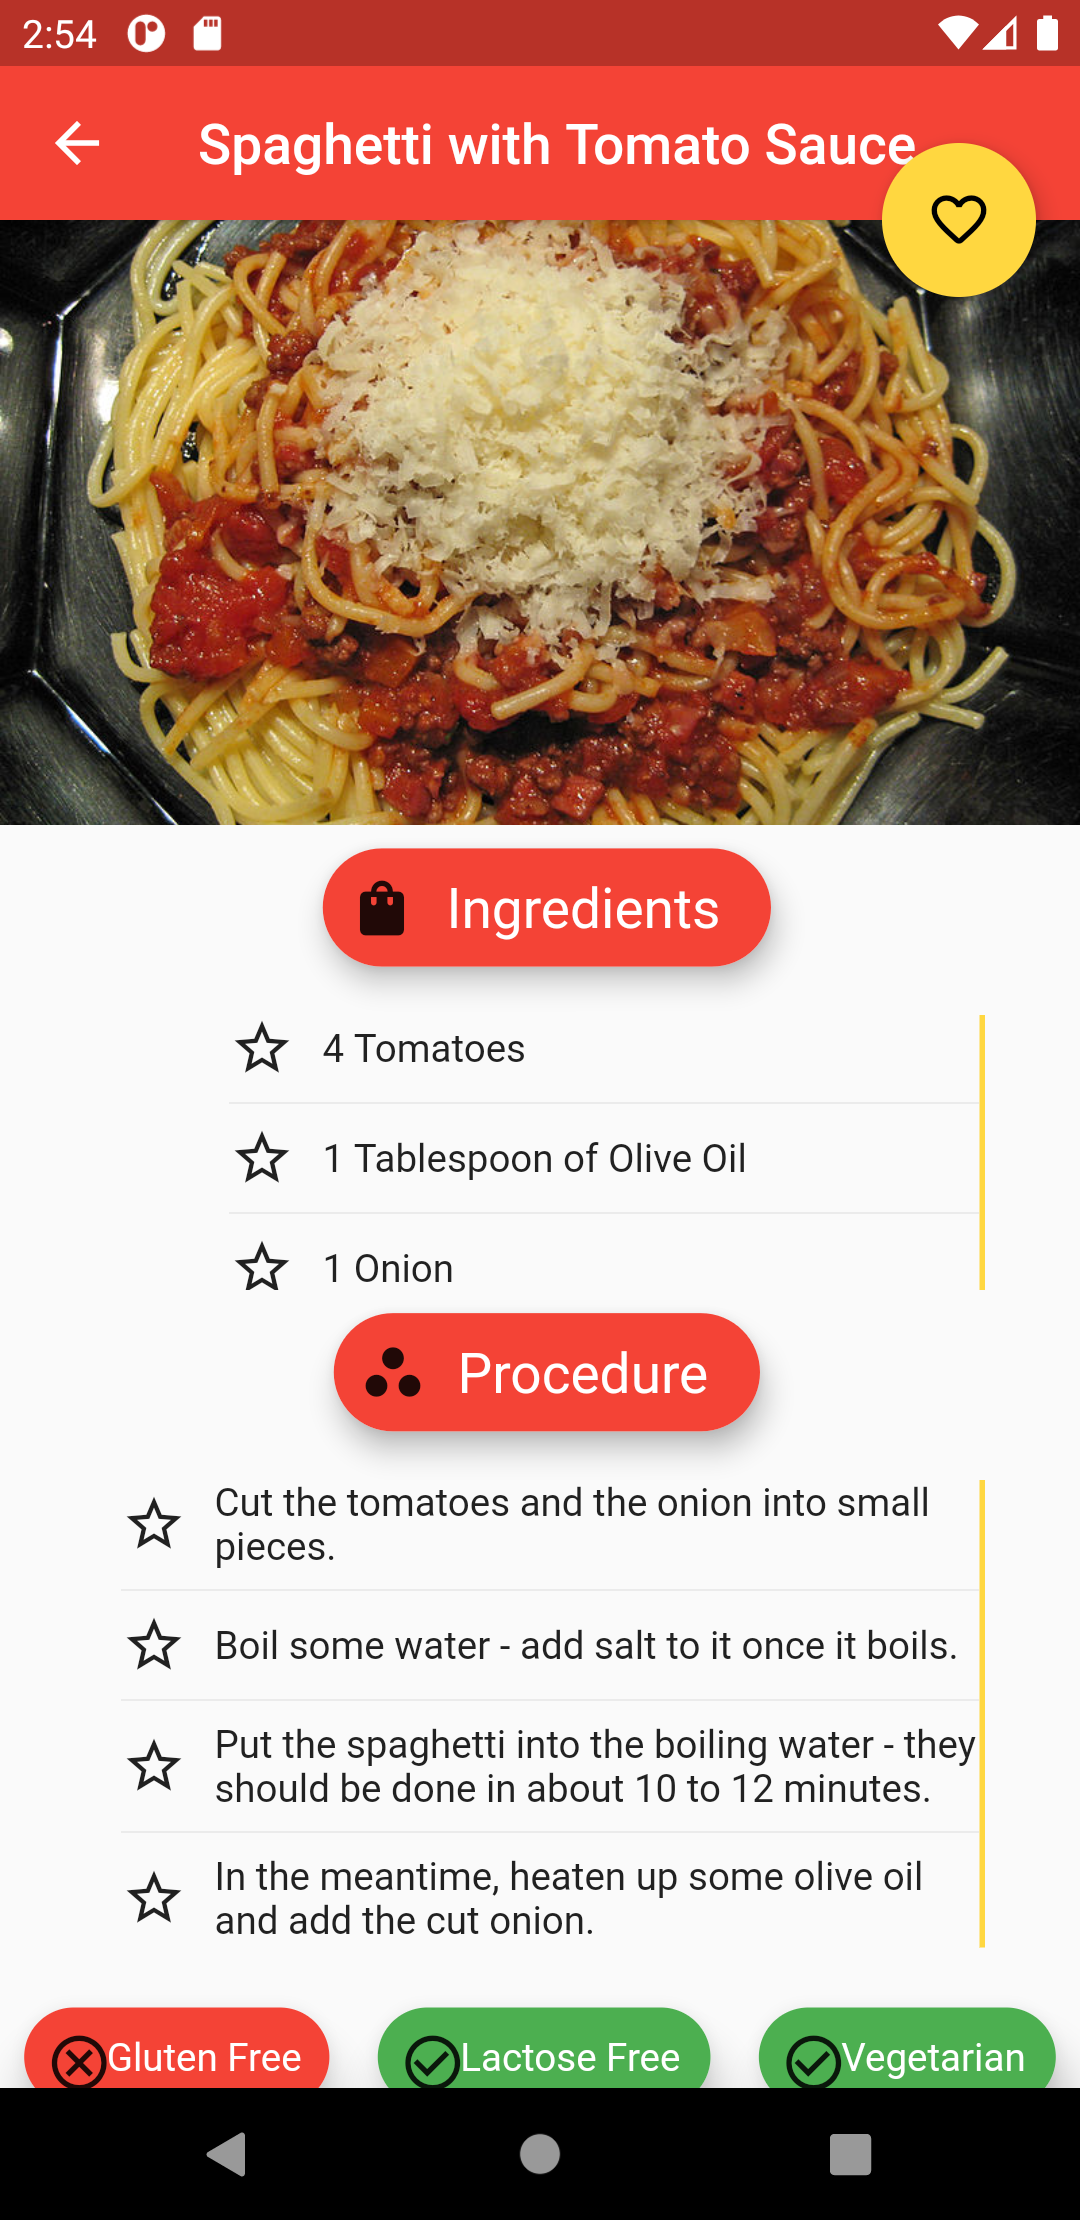 2:54
Spaghetti with Tomato Sauce
Ingredients
4 Tomatoes
1 Tablespoon of Olive Oil
1 Onion
Procedure
Cut the tomatoes and the onion into small
pieces.
Boil some water - add salt to it once it boils.
Put the spaghetti into the boiling water - they
should be done in about 10 to 12 minutes.
In the meantime, heaten up some olive oil
and add the cut onion.
Gluten Free
Lactose Free
Vegetarian